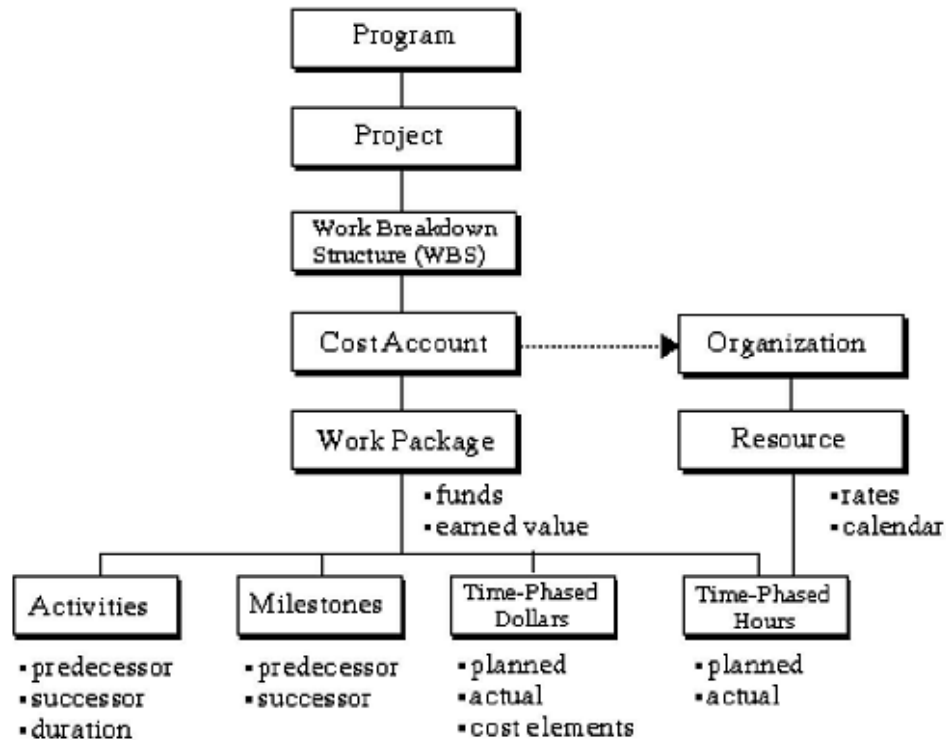 Program
Project
Work Breakdown
Structure (WBS)
Cost Account
Organization
Work Package
Resource
▪funds
▪earned value
▪rates
▪calendar
Activities
Milestones
Time-Phased
Dollars
Time-Phased
Hours
▪predecessor
▪successor
▪duration
▪predecessor
▪successor
▪planned
▪actual
▪cost elements
▪planned
▪actual